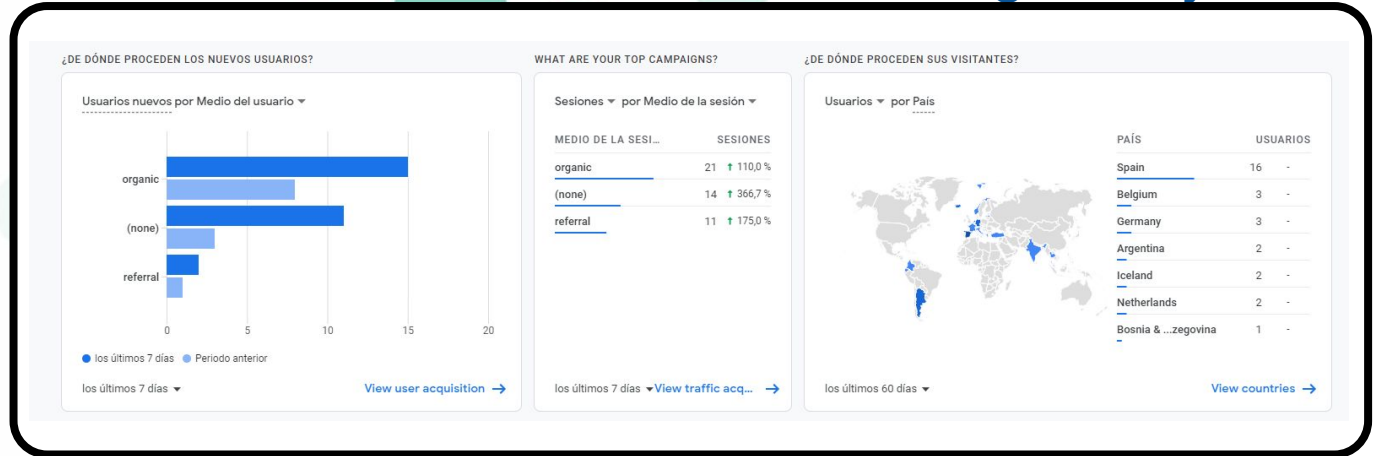 ¿DE DÓNDE PROCEDEN LOS NUEVOS USUARIOS?
Usuarios nuevos por Medio del usuario
organic
(none)
referral
0 5 10 15 20
los últimos 7 días Periodo anterior
los últimos 7 días View user acquisition →
WHAT ARE YOUR TOP CAMPAIGNS?
Sesiones por Medio de la sesión
MEDIO DE LA SESI... SESIONES
organic 21 ↑ 110,0 %
(none) 14 ↑ 366,7 %
referral 11 ↑ 175,0 %
los últimos 7 días View traffic acq... →
¿DE DÓNDE PROCEDEN SUS VISITANTES?
Usuarios por País
PAÍS USUARIOS
Spain 16 -
Belgium 3 -
Germany 3 -
Argentina 2 -
Iceland 2 -
Netherlands 2 -
Bosnia & ...zegovina 1 -
los últimos 60 días View countries →